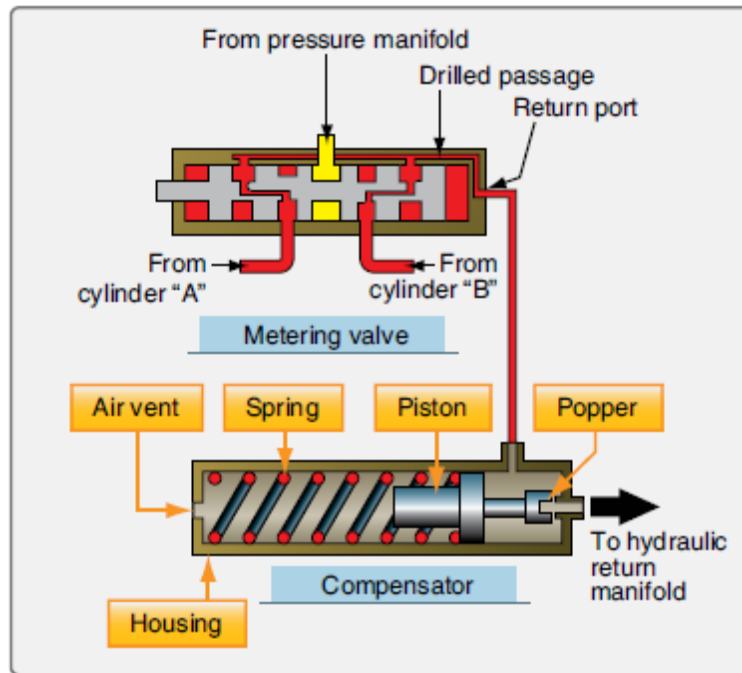 From pressure manifold
Drilled passage
Return port
From
cylinder “A”
From
cylinder “B”
Metering valve
Air vent
Spring
Piston
Popper
To hydraulic
return
manifold
Compensator
Housing